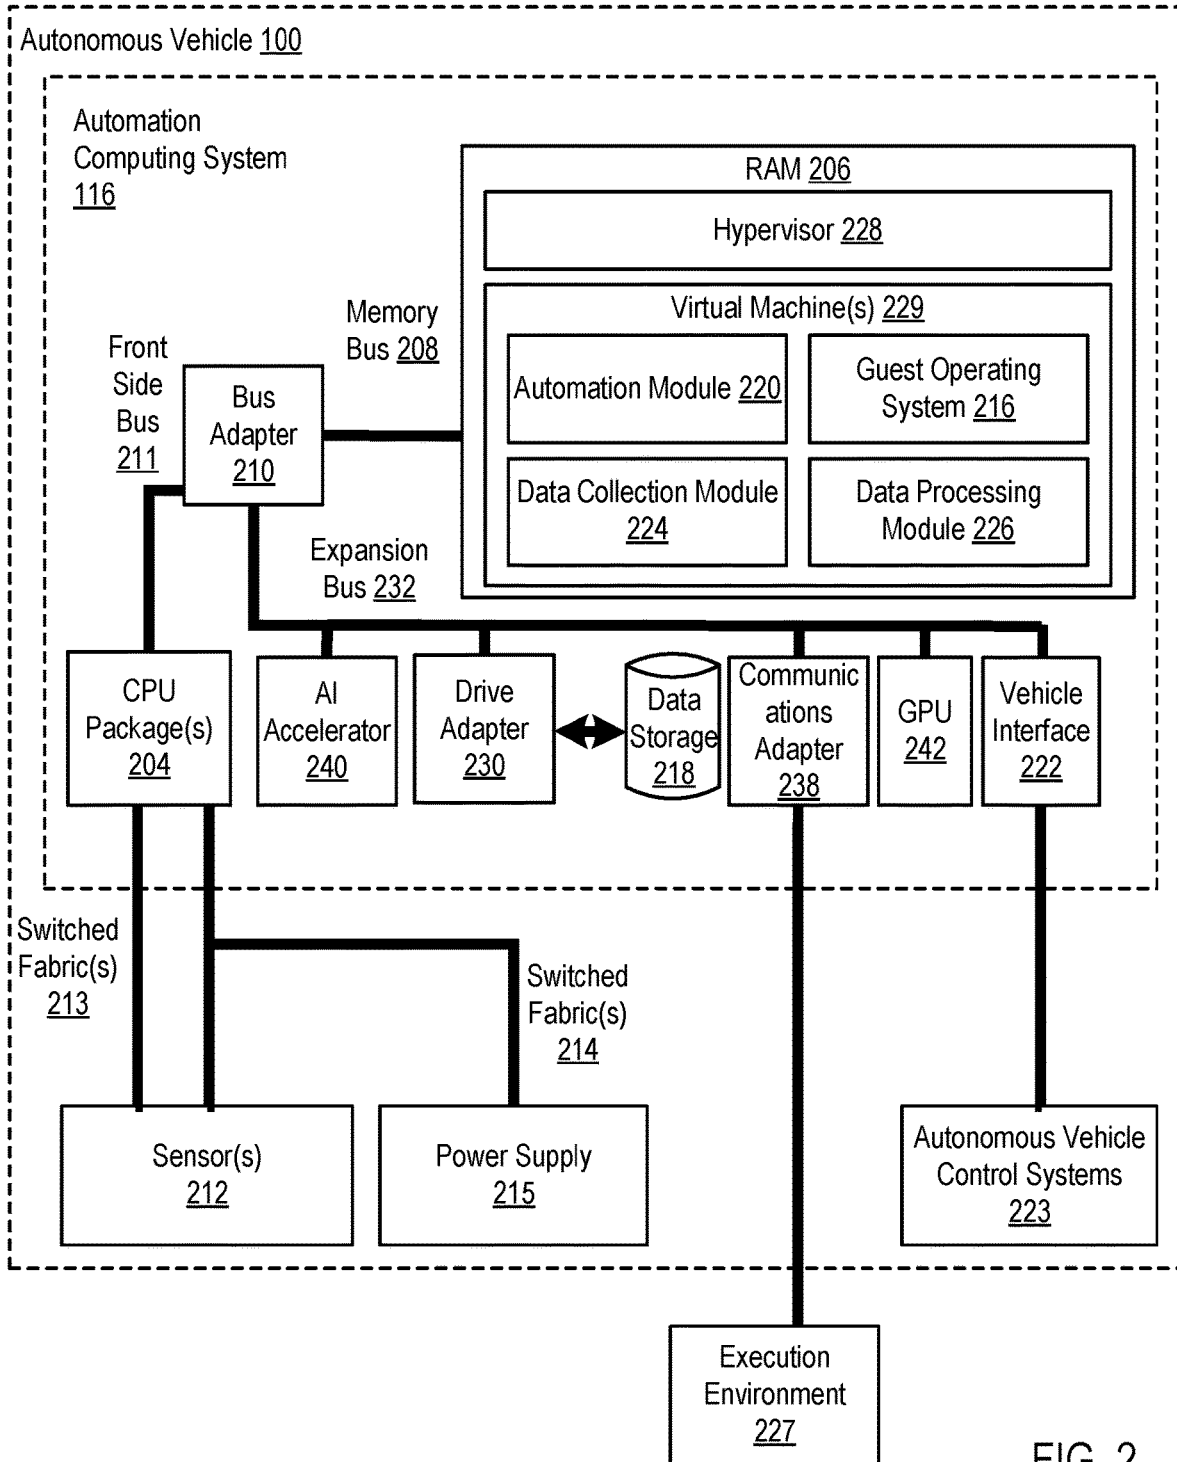 Autonomous Vehicle 100
Automation
Computing System
116
RAM 206
Hypervisor 228
Virtual Machine(s) 229
Automation Module 220
Guest Operating
System 216
Data Collection Module
224
Data Processing
Module 226
Memory
Bus 208
Front
Side
Bus
211
Bus
Adapter
210
Expansion
Bus 232
CPU
Package(s)
204
AI
Accelerator
240
Drive
Adapter
230
Data
Storage
218
Communic
ations
Adapter
238
GPU
242
Vehicle
Interface
222
Switched
Fabric(s)
213
Switched
Fabric(s)
214
Sensor(s)
212
Power Supply
215
Autonomous Vehicle
Control Systems
223
Execution
Environment
227
FIG. 2